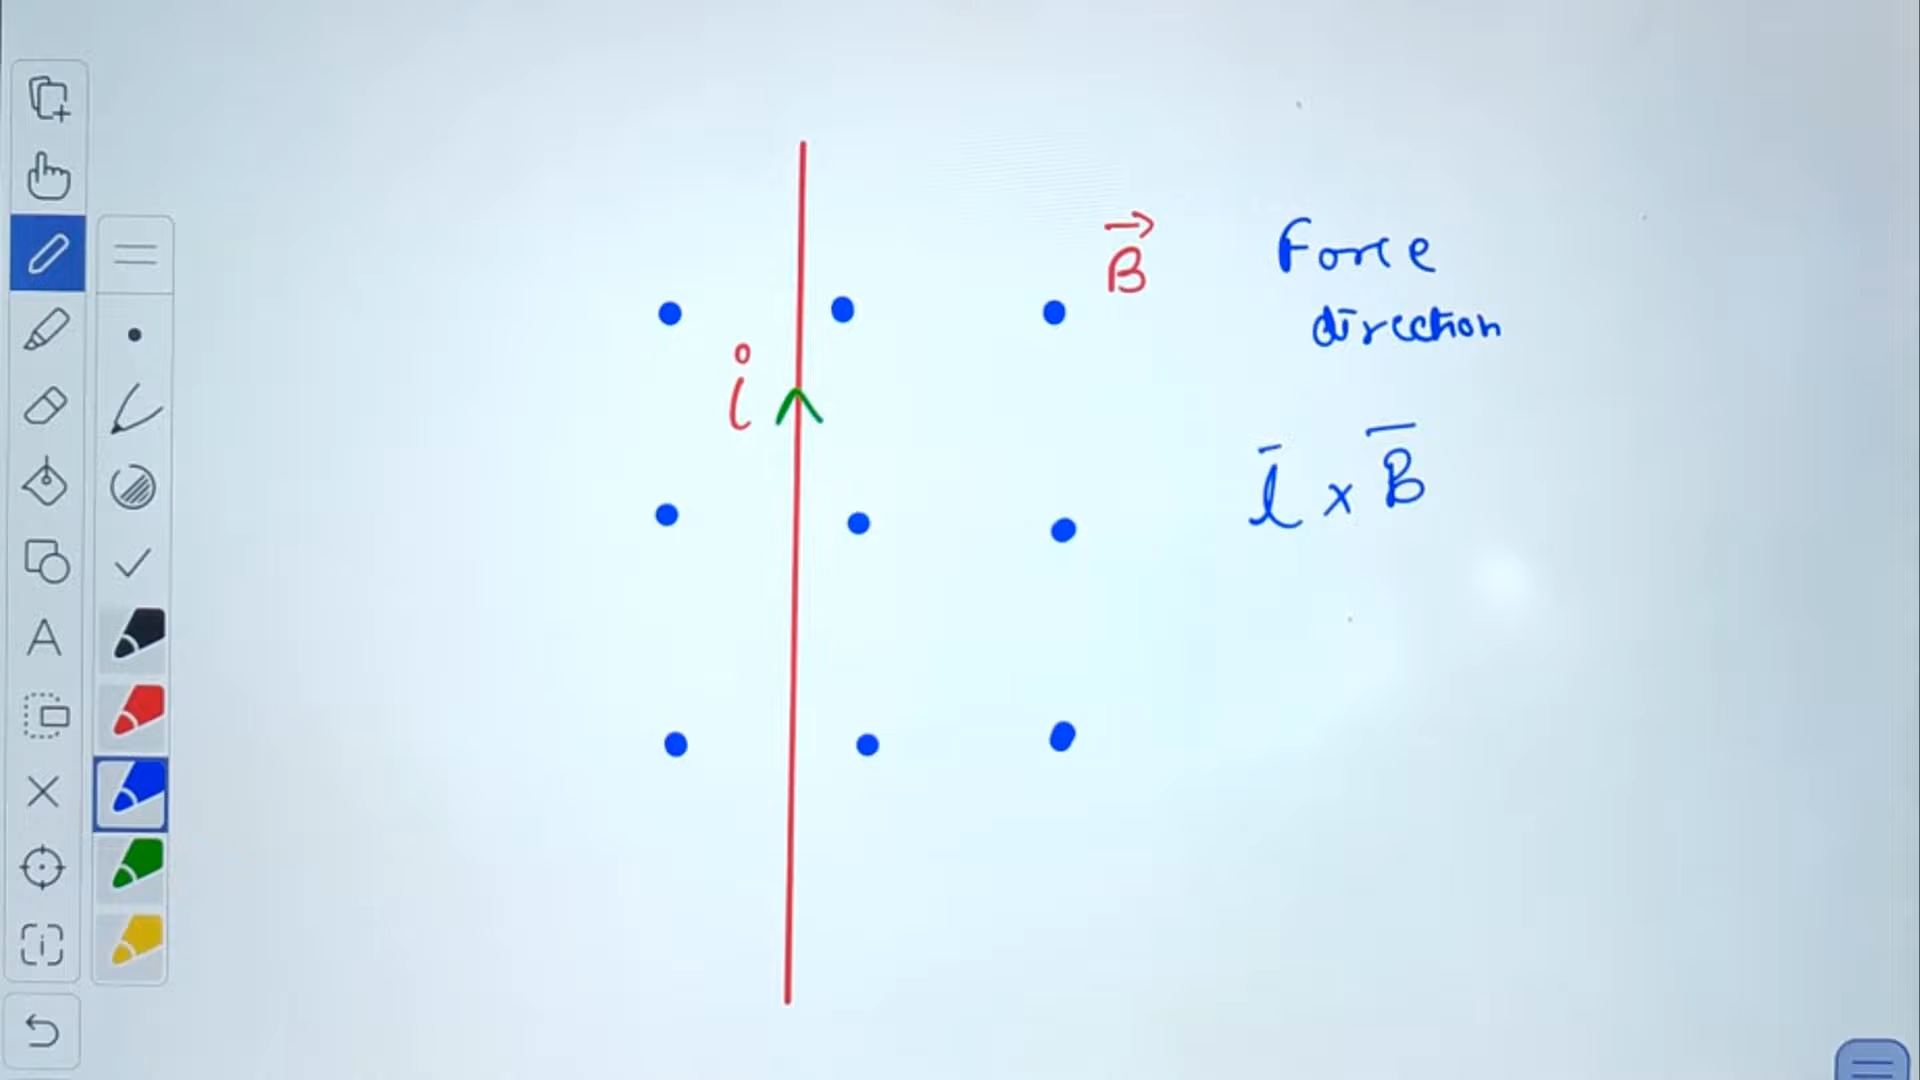 B
Force
direction
i
l x B